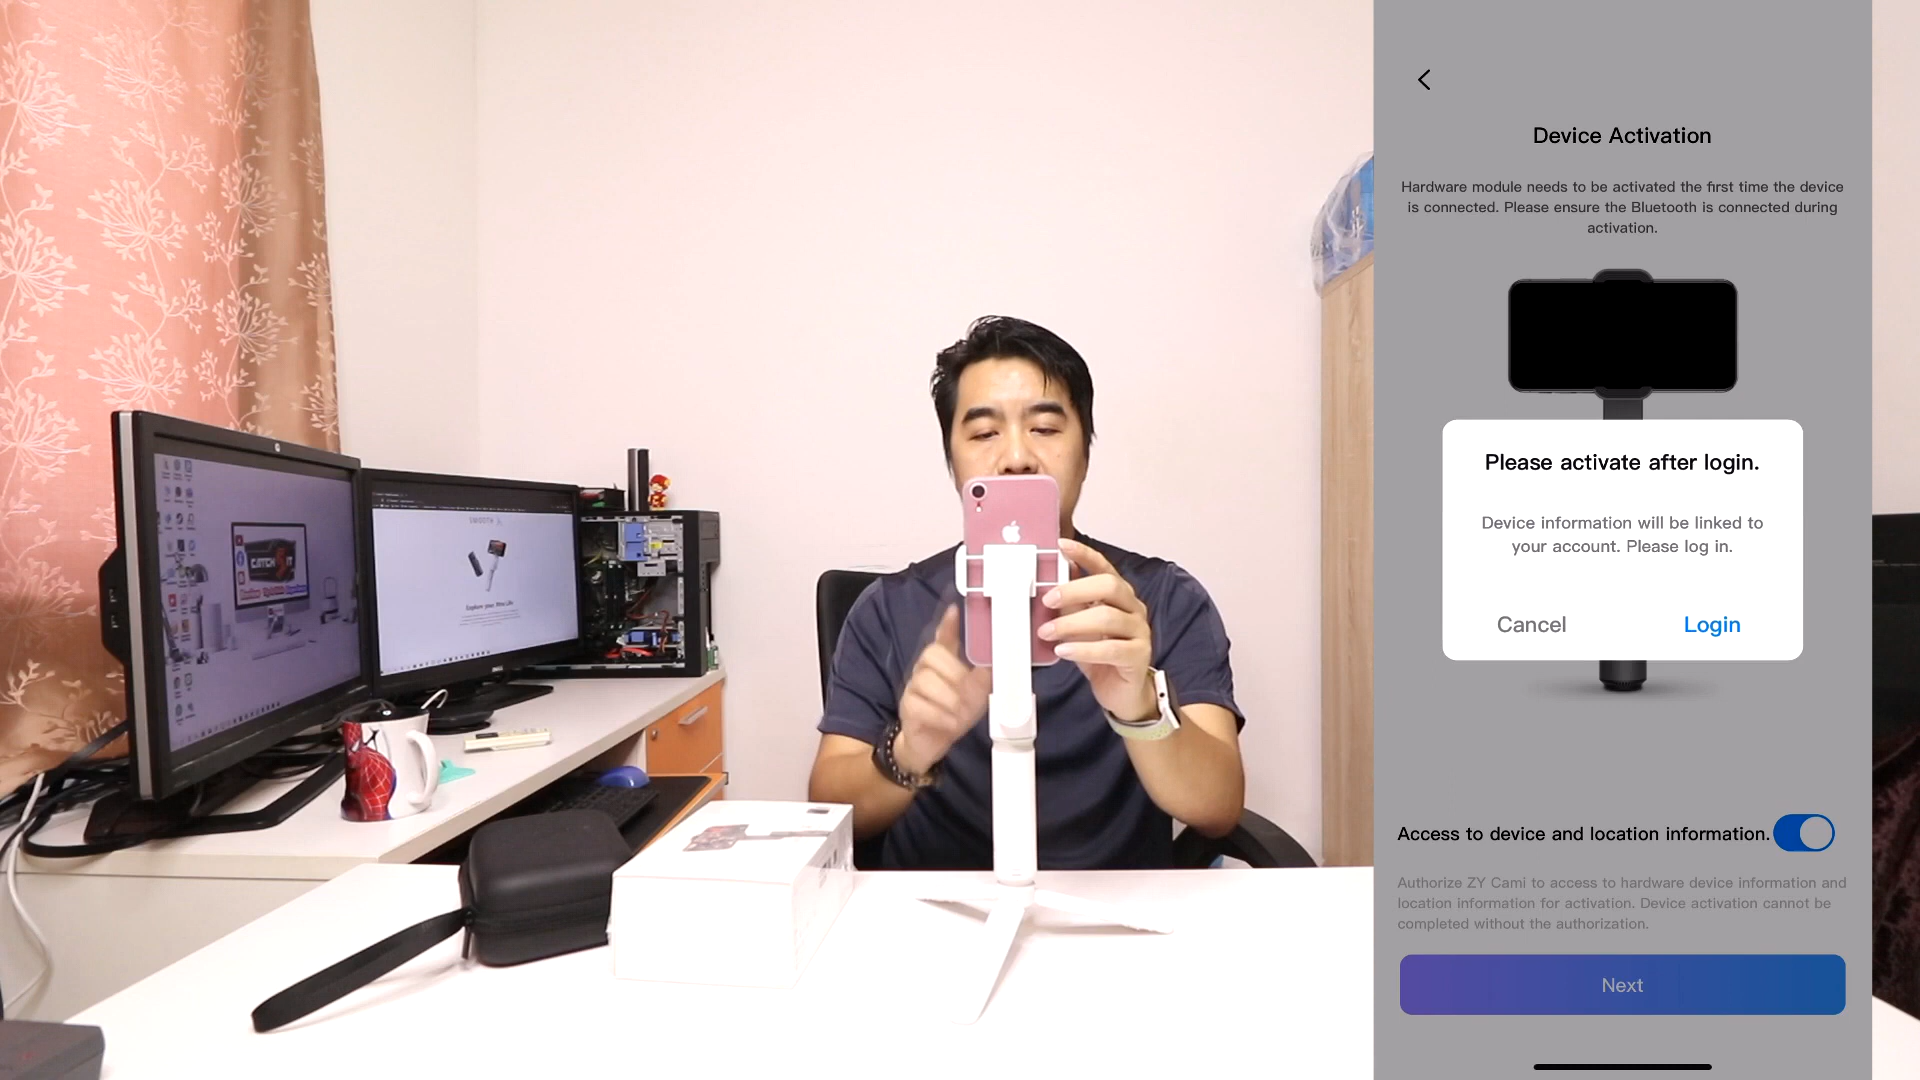 Device Activation
Hardware module needs to be activated the first time the device
is connected. Please ensure the Bluetooth is connected during
activation.
Please activate after login.
Device information will be linked to
your account. Please log in.
Cancel
Login
Access to device and location information.
Authorize ZY Cami to access to hardware device information and
location information for activation. Device activation cannot be
completed without the authorization.
Next
SMOOTH
CATCH IT